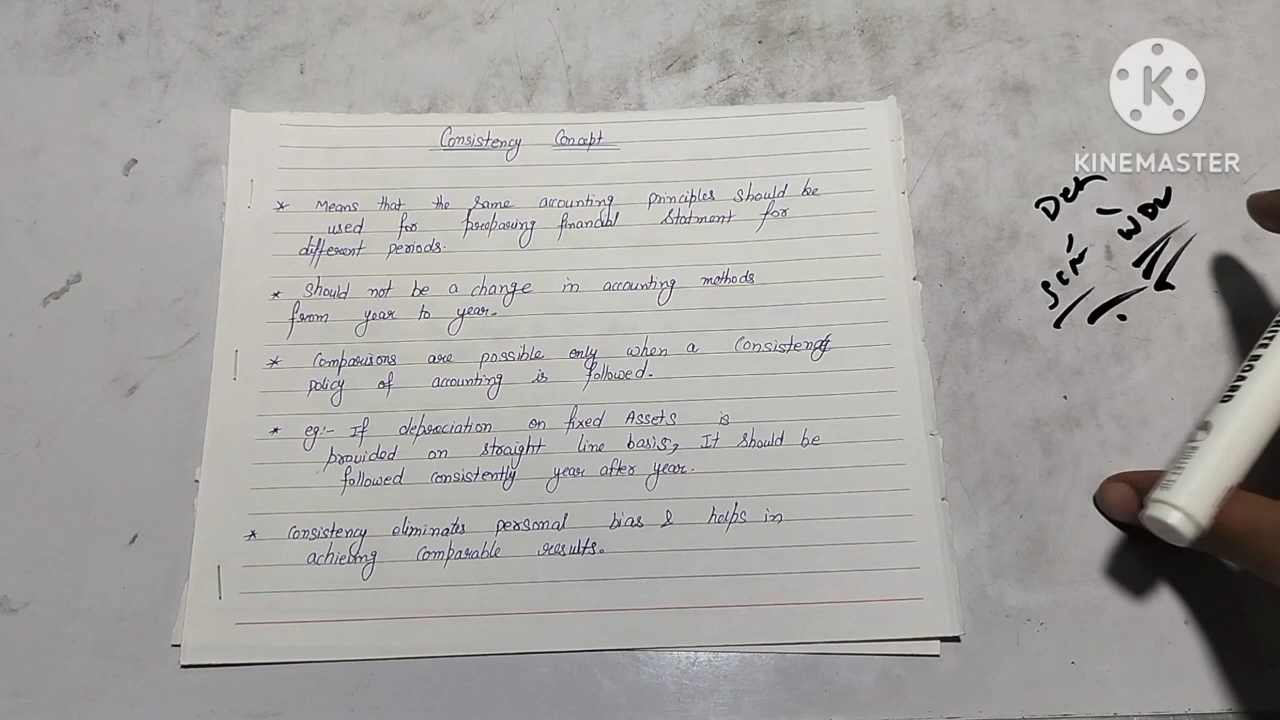 Consistency Concept
* Means that the same accounting principles should be
used for preparing financial statment for
different periods.
* Should not be a change in accounting methods
from year to year.
* Comparisions are possible only when a Consistency
policy of accounting is followed.
* eg:- If depreciation on fixed Assets is
provided on straight line basis, It should be
followed consistently year after year.
* Consistency eliminates personal bias & helps in
achieving comparable results.
K
KINEMASTER
WDV